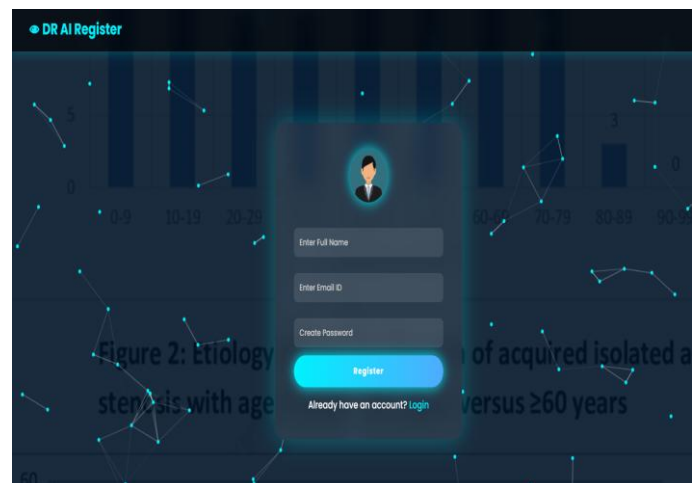 DR AI Register
5
3
0
0
0-9 10-19 20-29 60-69 70-79 80-89 90-9
Enter Full Name
Enter Email ID
Create Password
Figure 2: Etiology of acquired isolated a
Register
stenosis with age versus ≥60 years
Already have an account? Login
60